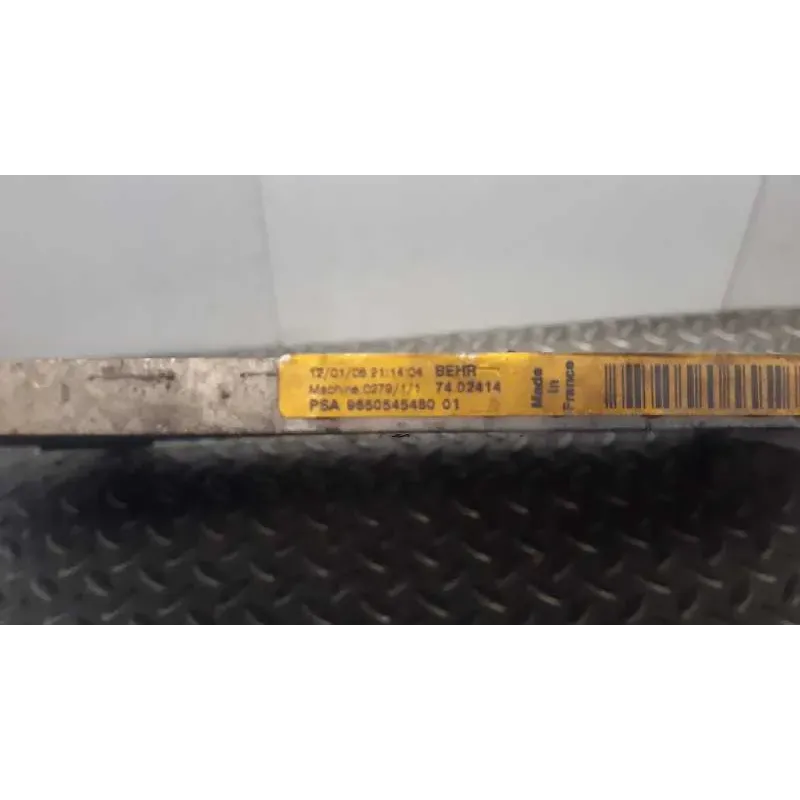 12/01/06 21:14:04 BEHR
Machine 0279/1/1 74.02414
PSA 9650545480 01
Made
in
France